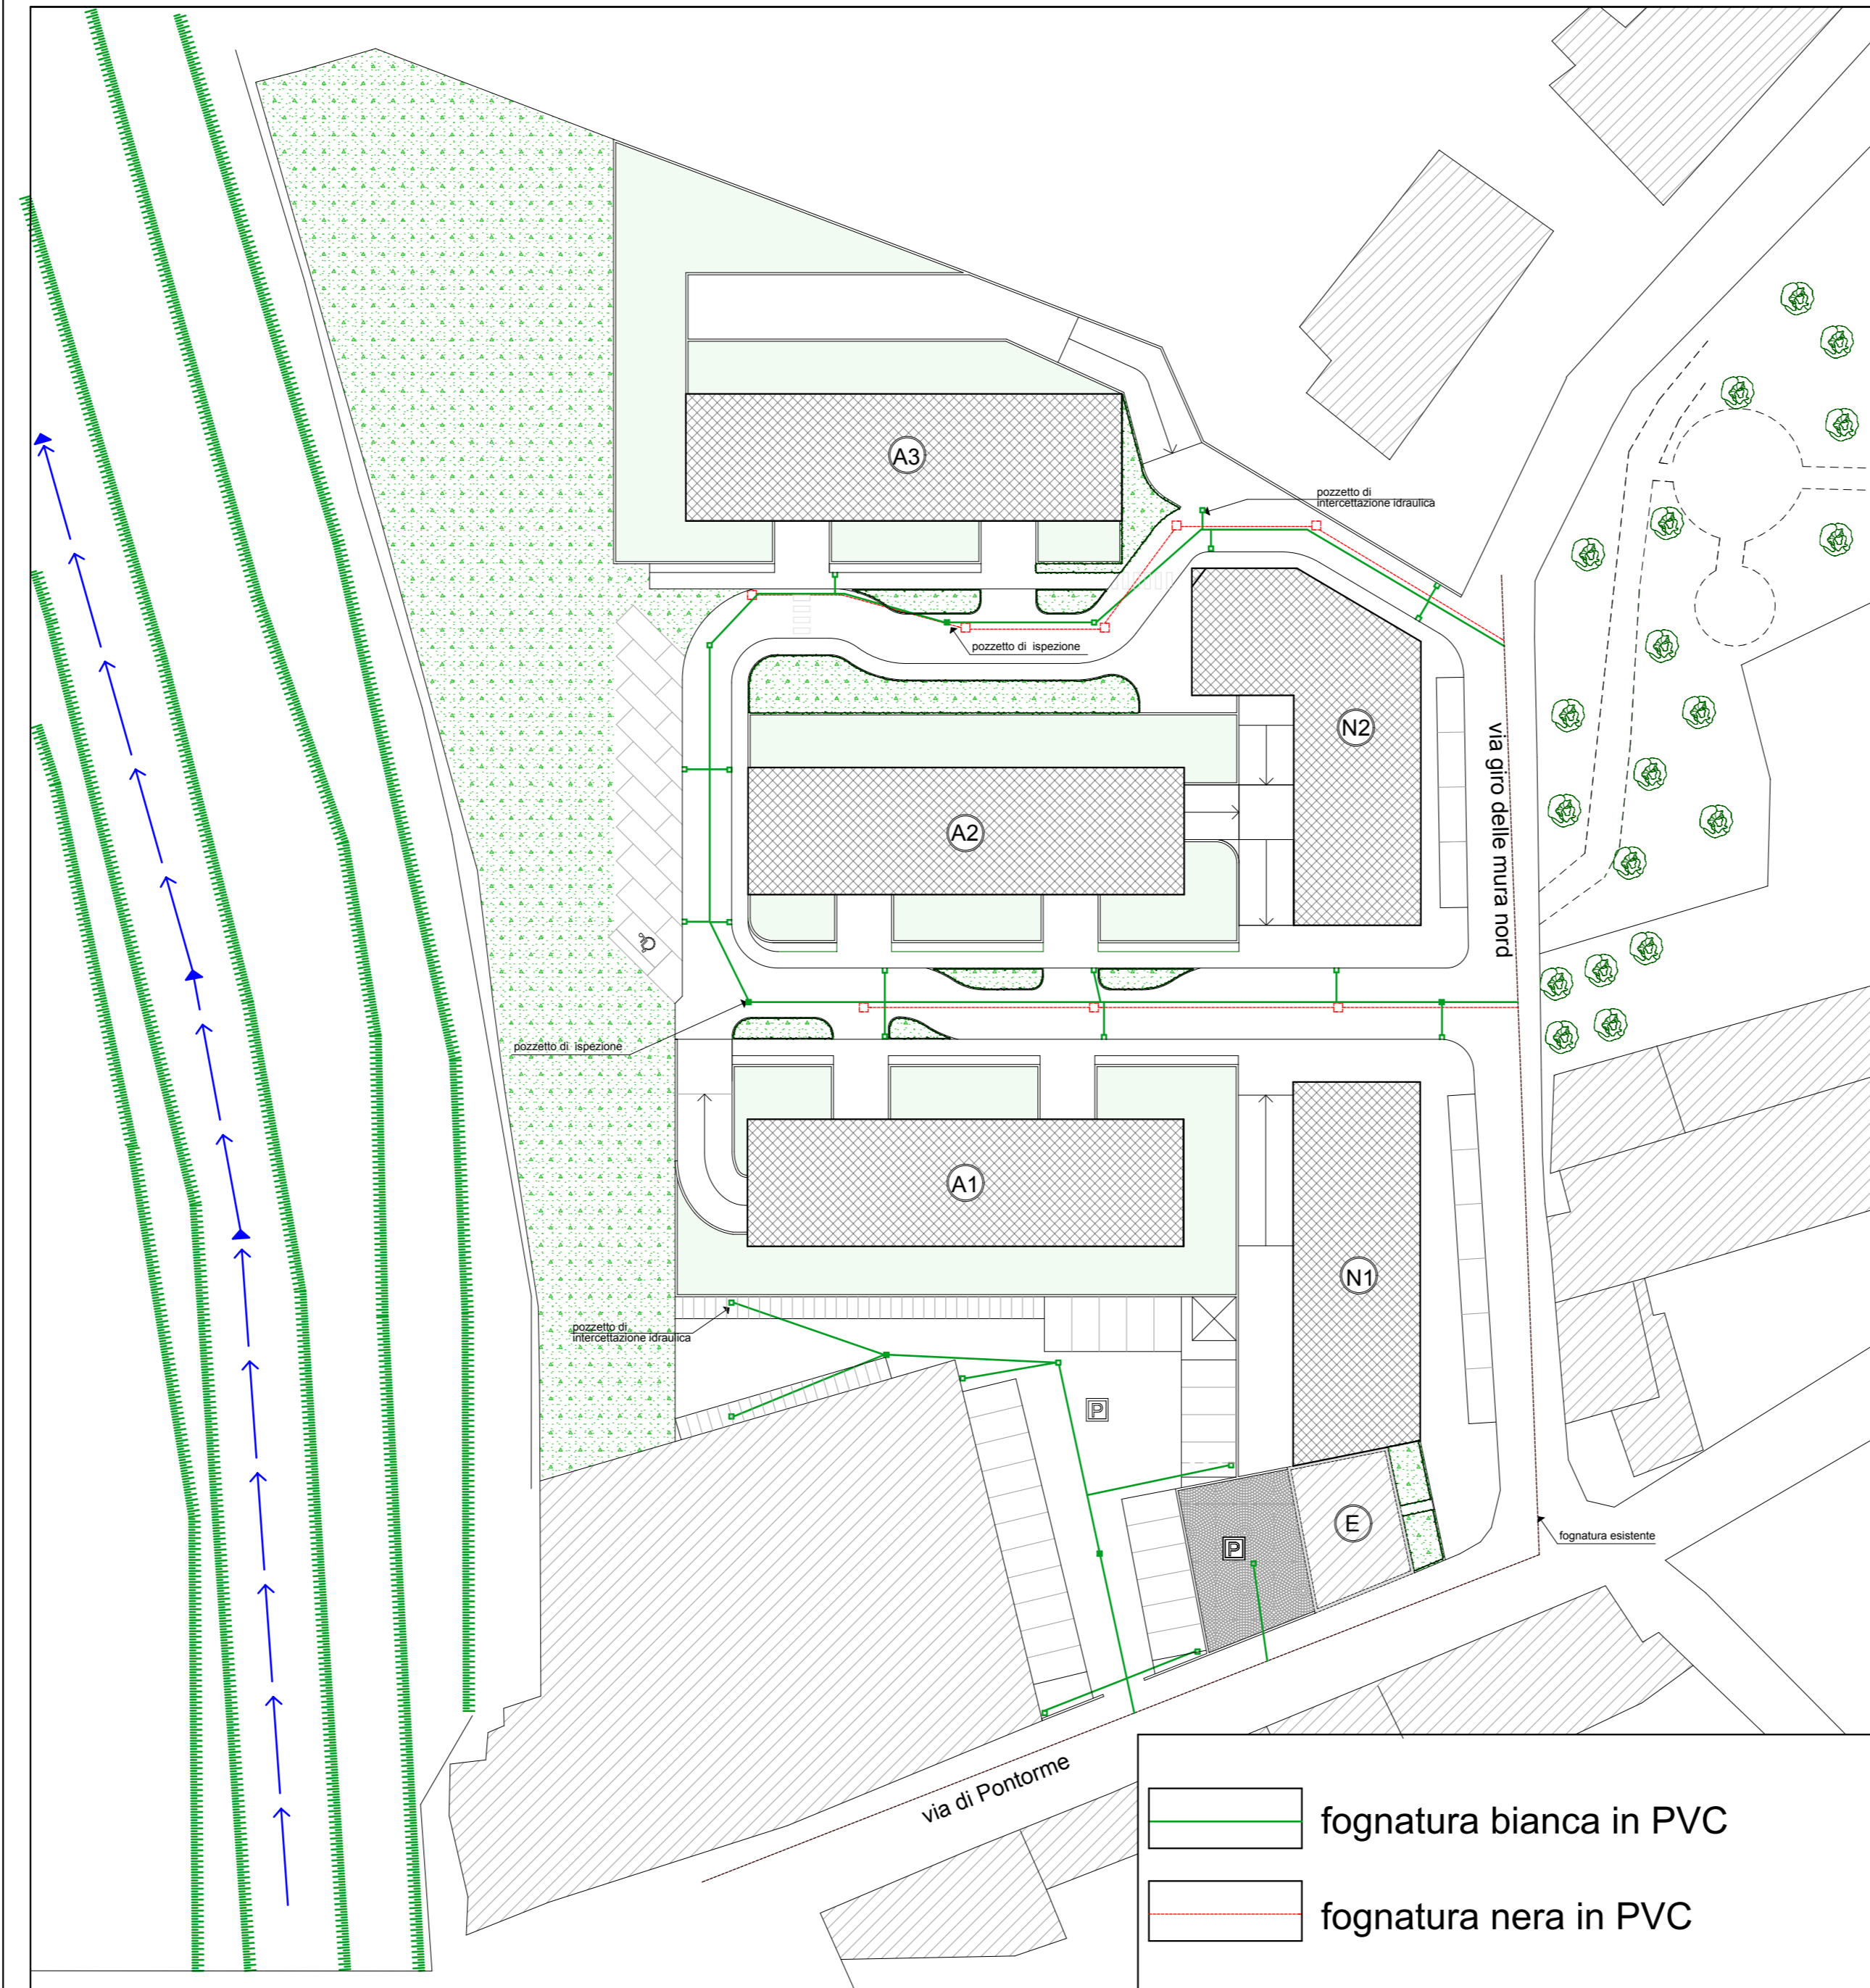 A3
pozzetto di
intercettazione idraulica
pozzetto di ispezione
N2
via giro delle mura nord
A2
pozzetto di ispezione
A1
N1
pozzetto di
intercettazione idraulica
P
P
E
fognatura esistente
via di Pontorme
fognatura bianca in PVC
fognatura nera in PVC